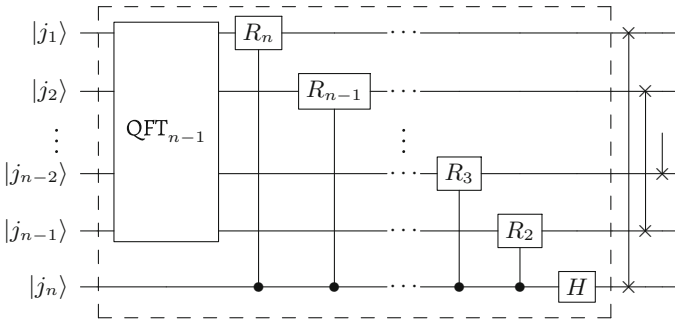 |j₁⟩ Rₙ ···
|j₂⟩ Rₙ₋₁ ···
⋮ QFTₙ₋₁ ⋮
|jₙ₋₂⟩ ··· R₃
|jₙ₋₁⟩ ··· R₂
|jₙ⟩ ··· H